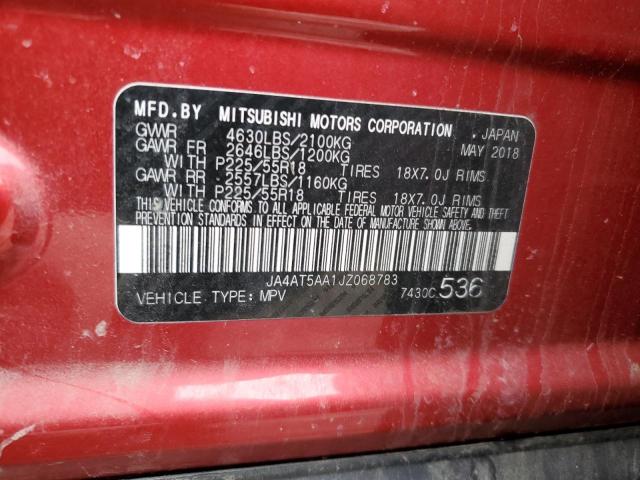 MFD.BY MITSUBISHI MOTORS CORPORATION , JAPAN
GVWR 4630LBS/2100KG MAY 2018
GAWR FR 2646LBS/1200KG
WITH P225/55R18 TIRES 18X7.0J RIMS
GAWR RR 2557LBS/1160KG
WITH P225/55R18 TIRES 18X7.0J RIMS
THIS VEHICLE CONFORMS TO ALL APPLICABLE FEDERAL MOTOR VEHICLE SAFETY AND THEFT
PREVENTION STANDARDS IN EFFECT ON THE DATE OF MANUFACTURE SHOWN ABOVE.
JA4AT5AA1JZ068783
VEHICLE TYPE: MPV 7430C 536